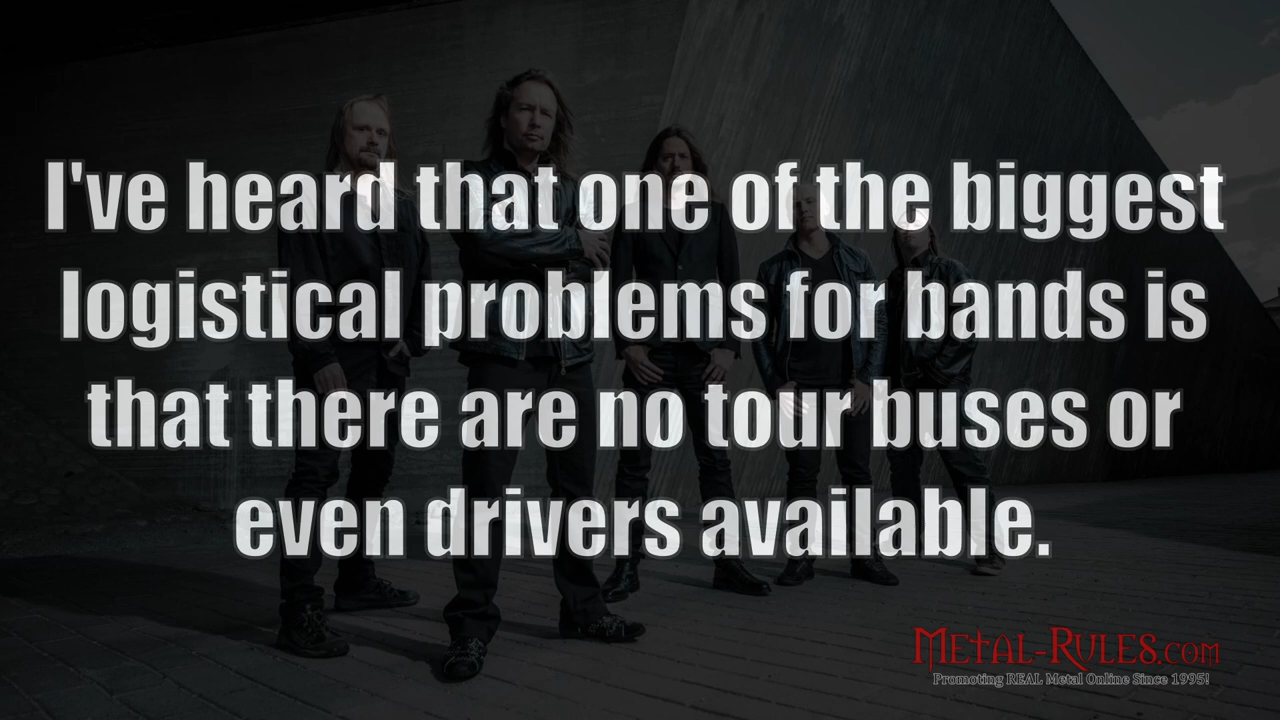 I've heard that one of the biggest
logistical problems for bands is
that there are no tour buses or
even drivers available.
METAL-RULES.COM
Promoting REAL Metal Online Since 1995!